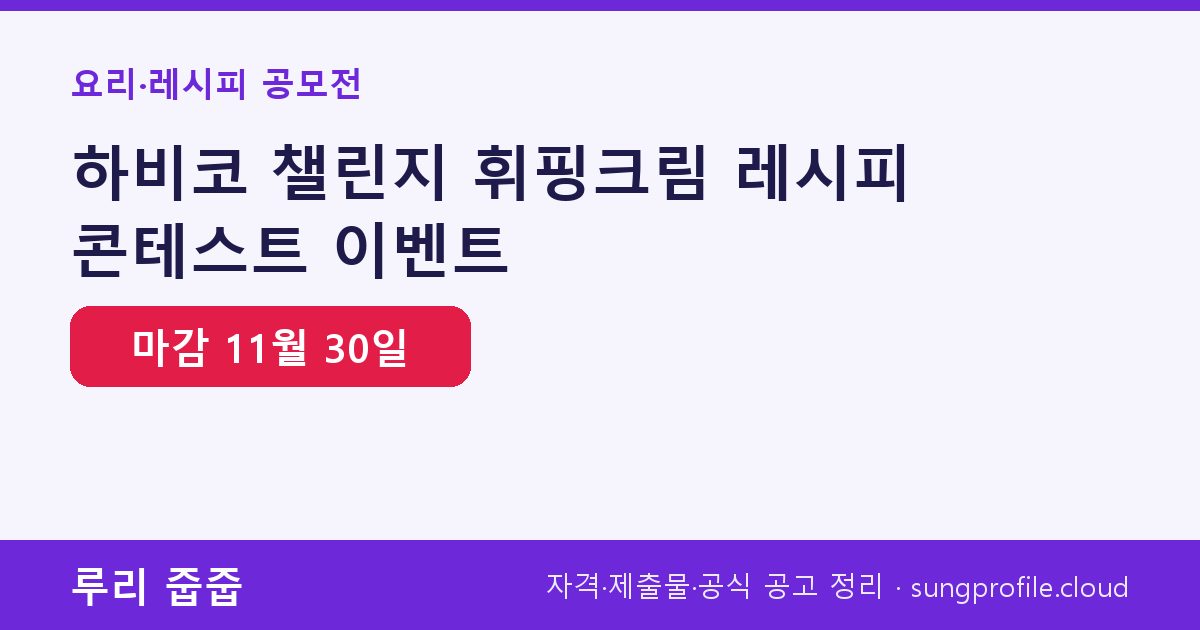 요리·레시피 공모전
하비코 챌린지 휘핑크림 레시피
콘테스트 이벤트
마감 11월 30일
루리 줍줍
자격·제출물·공식 공고 정리 · sungprofile.cloud